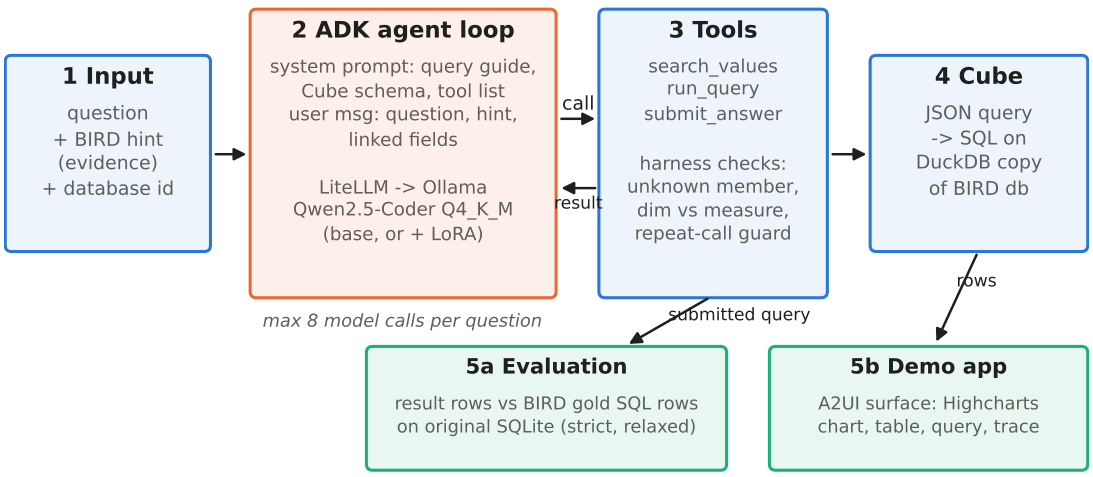 1 Input
question
+ BIRD hint
(evidence)
+ database id
2 ADK agent loop
system prompt: query guide,
Cube schema, tool list
user msg: question, hint,
linked fields
LiteLLM -> Ollama
Qwen2.5-Coder Q4_K_M
(base, or + LoRA)
max 8 model calls per question
call
result
3 Tools
search_values
run_query
submit_answer
harness checks:
unknown member,
dim vs measure,
repeat-call guard
4 Cube
JSON query
-> SQL on
DuckDB copy
of BIRD db
submitted query
rows
5a Evaluation
result rows vs BIRD gold SQL rows
on original SQLite (strict, relaxed)
5b Demo app
A2UI surface: Highcharts
chart, table, query, trace